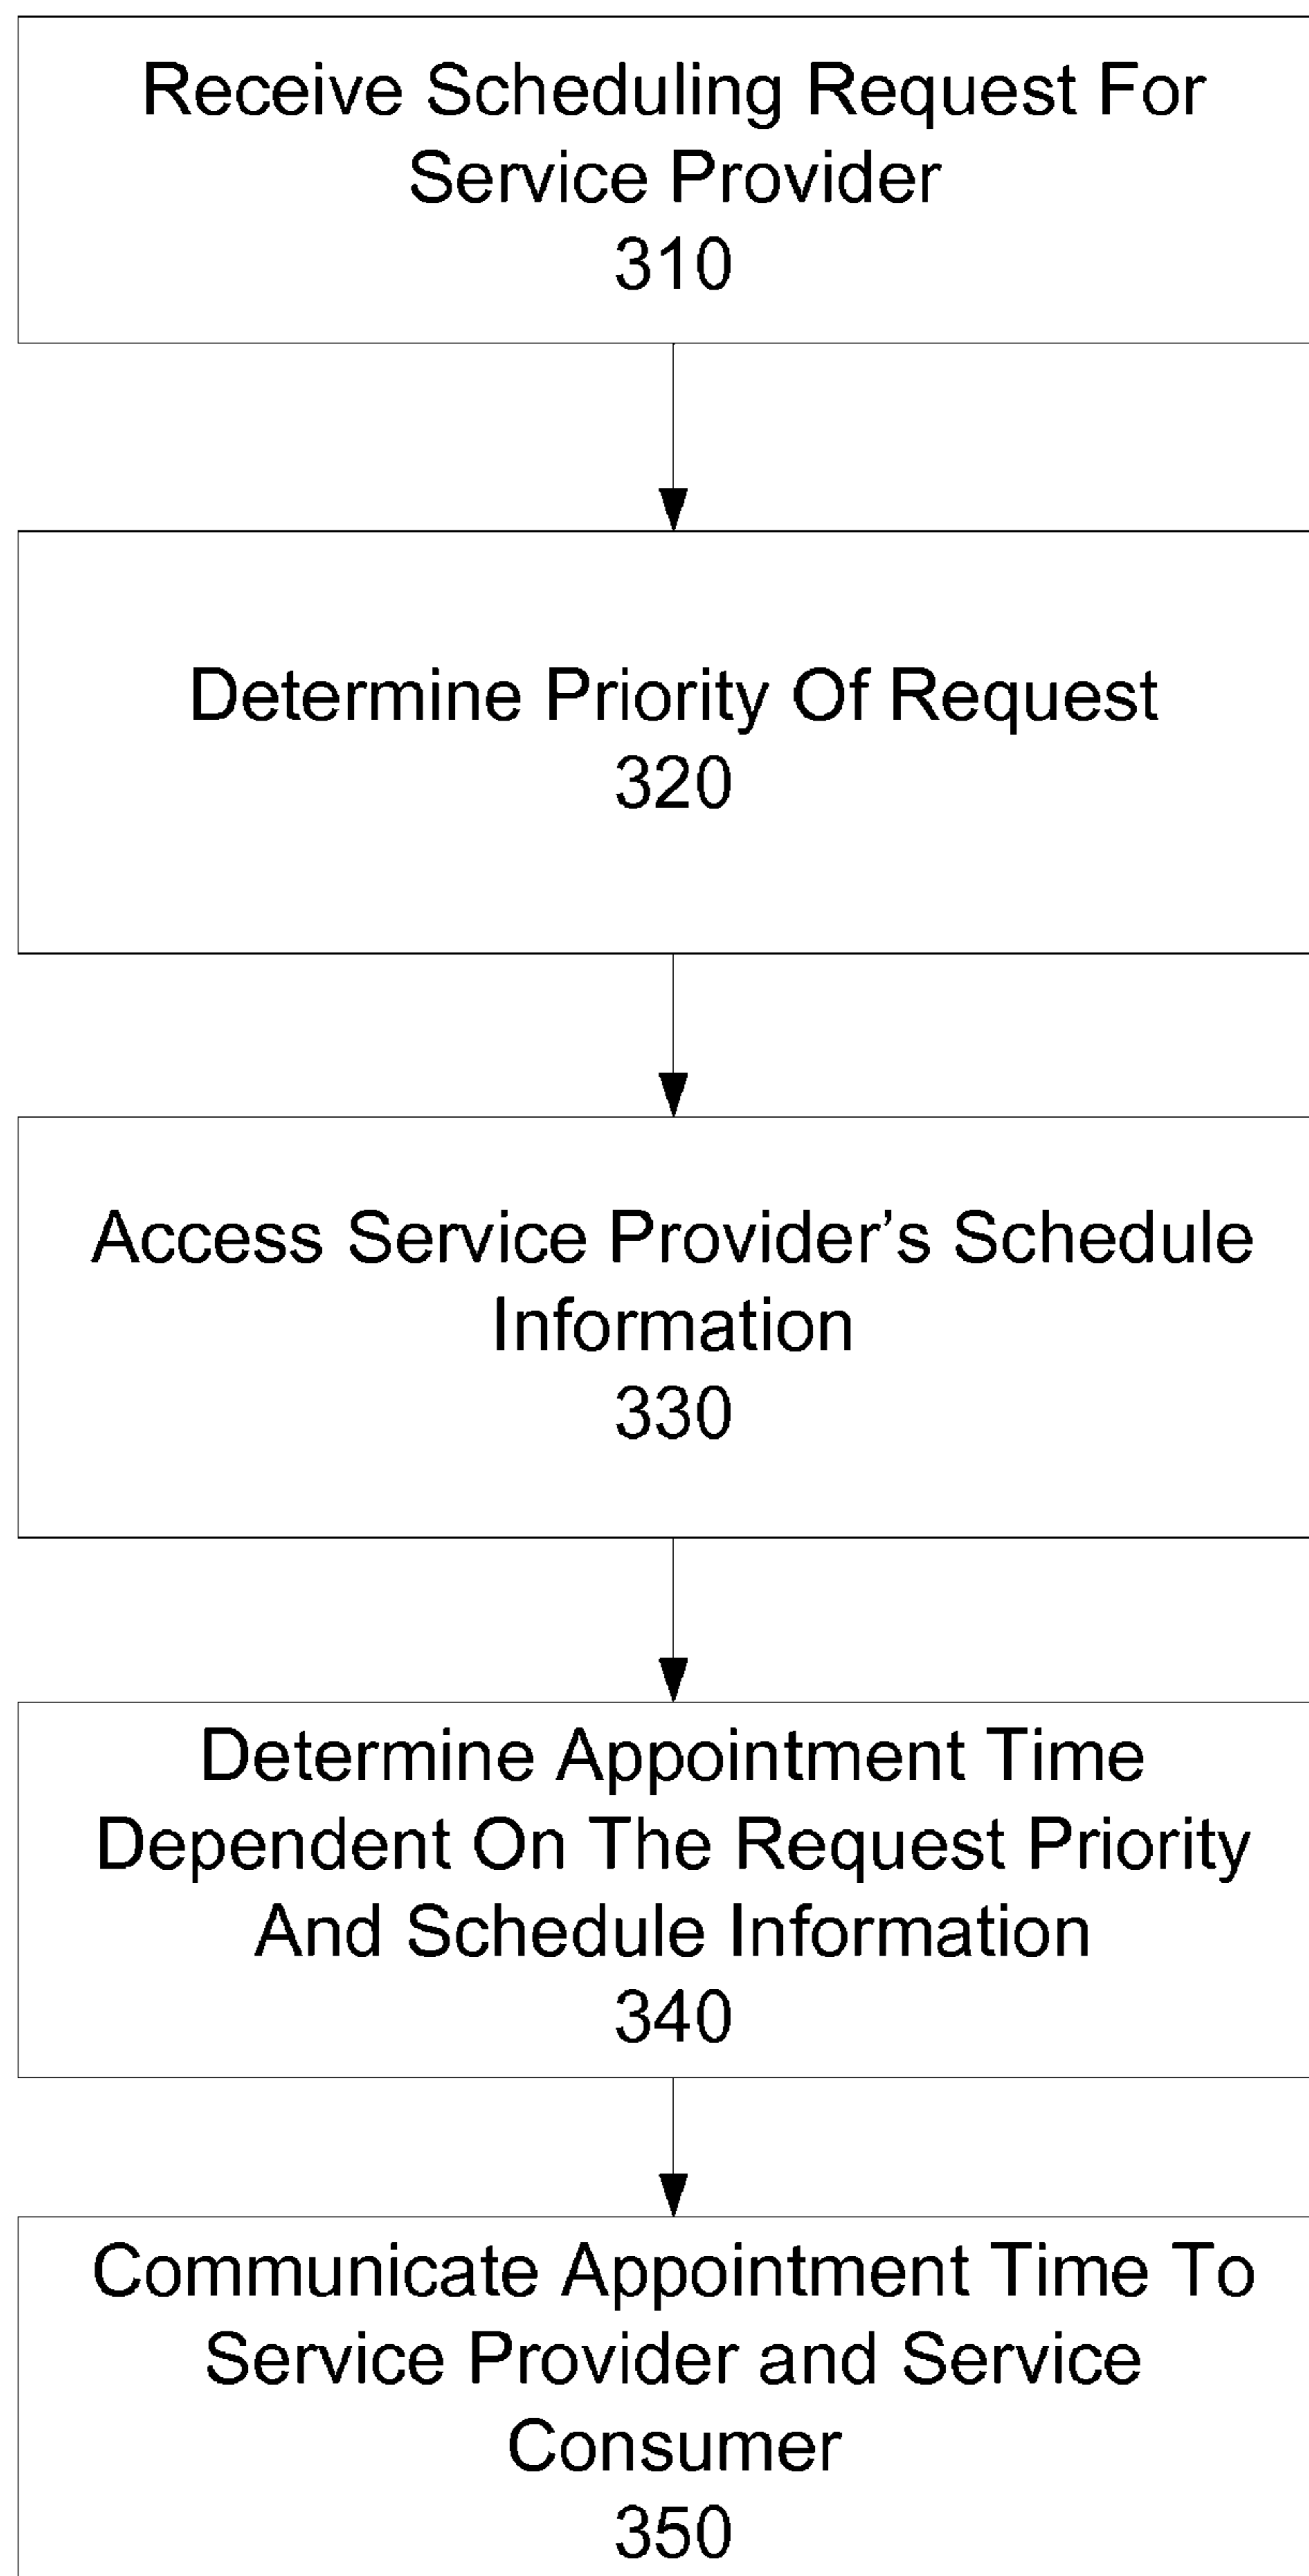 Receive Scheduling Request For
Service Provider
310
Determine Priority Of Request
320
Access Service Provider’s Schedule
Information
330
Determine Appointment Time
Dependent On The Request Priority
And Schedule Information
340
Communicate Appointment Time To
Service Provider and Service
Consumer
350